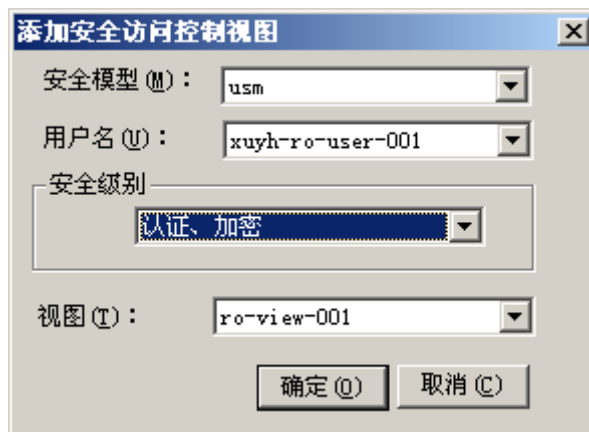 添加安全访问控制视图
安全模型(M)： usm
用户名(U)： xuyh-ro-user-001
安全级别
认证、加密
视图(T)： ro-view-001
确定(O) 取消(C)